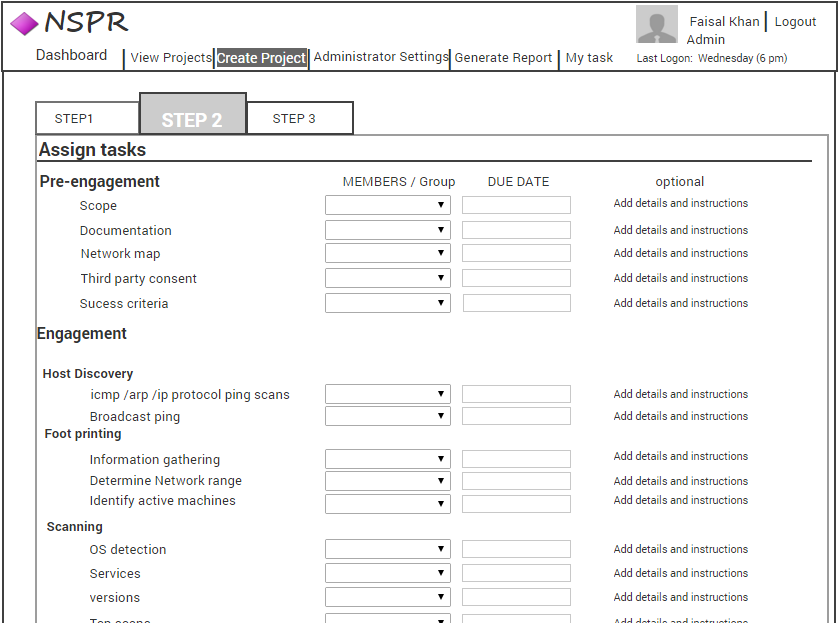 NSPR
Faisal Khan | Logout
Admin
Last Logon: Wednesday (6 pm)
Dashboard | View Projects | Create Project | Administrator Settings | Generate Report | My task
STEP1 STEP 2 STEP 3
Assign tasks
Pre-engagement MEMBERS / Group DUE DATE optional
Scope Add details and instructions
Documentation Add details and instructions
Network map Add details and instructions
Third party consent Add details and instructions
Sucess criteria Add details and instructions
Engagement
Host Discovery
icmp /arp /ip protocol ping scans Add details and instructions
Broadcast ping Add details and instructions
Foot printing
Information gathering Add details and instructions
Determine Network range Add details and instructions
Identify active machines Add details and instructions
Scanning
OS detection Add details and instructions
Services Add details and instructions
versions Add details and instructions
Add details and instructions